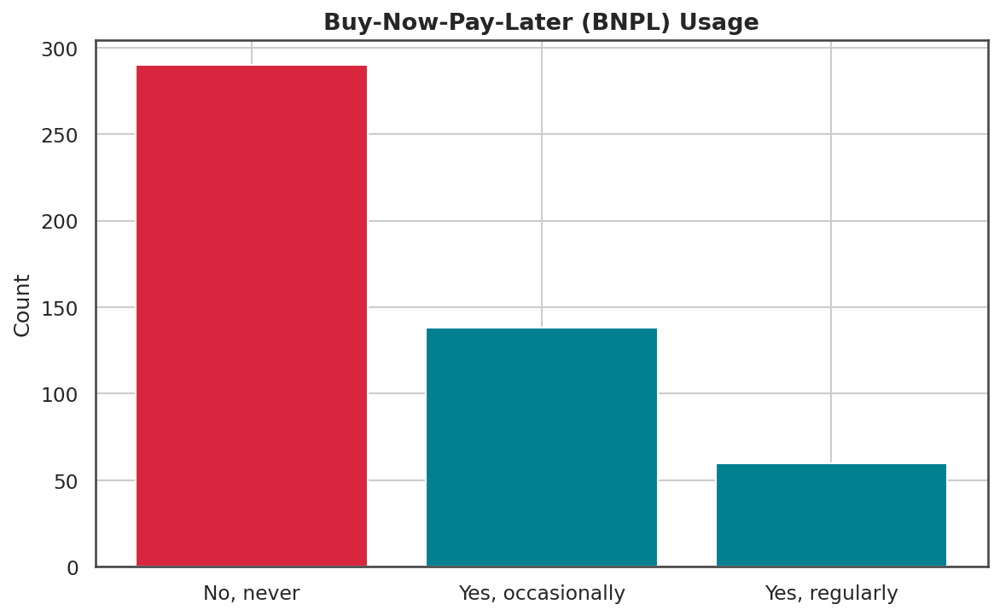 Buy-Now-Pay-Later (BNPL) Usage
300
250
200
150
100
50
0
Count
No, never
Yes, occasionally
Yes, regularly